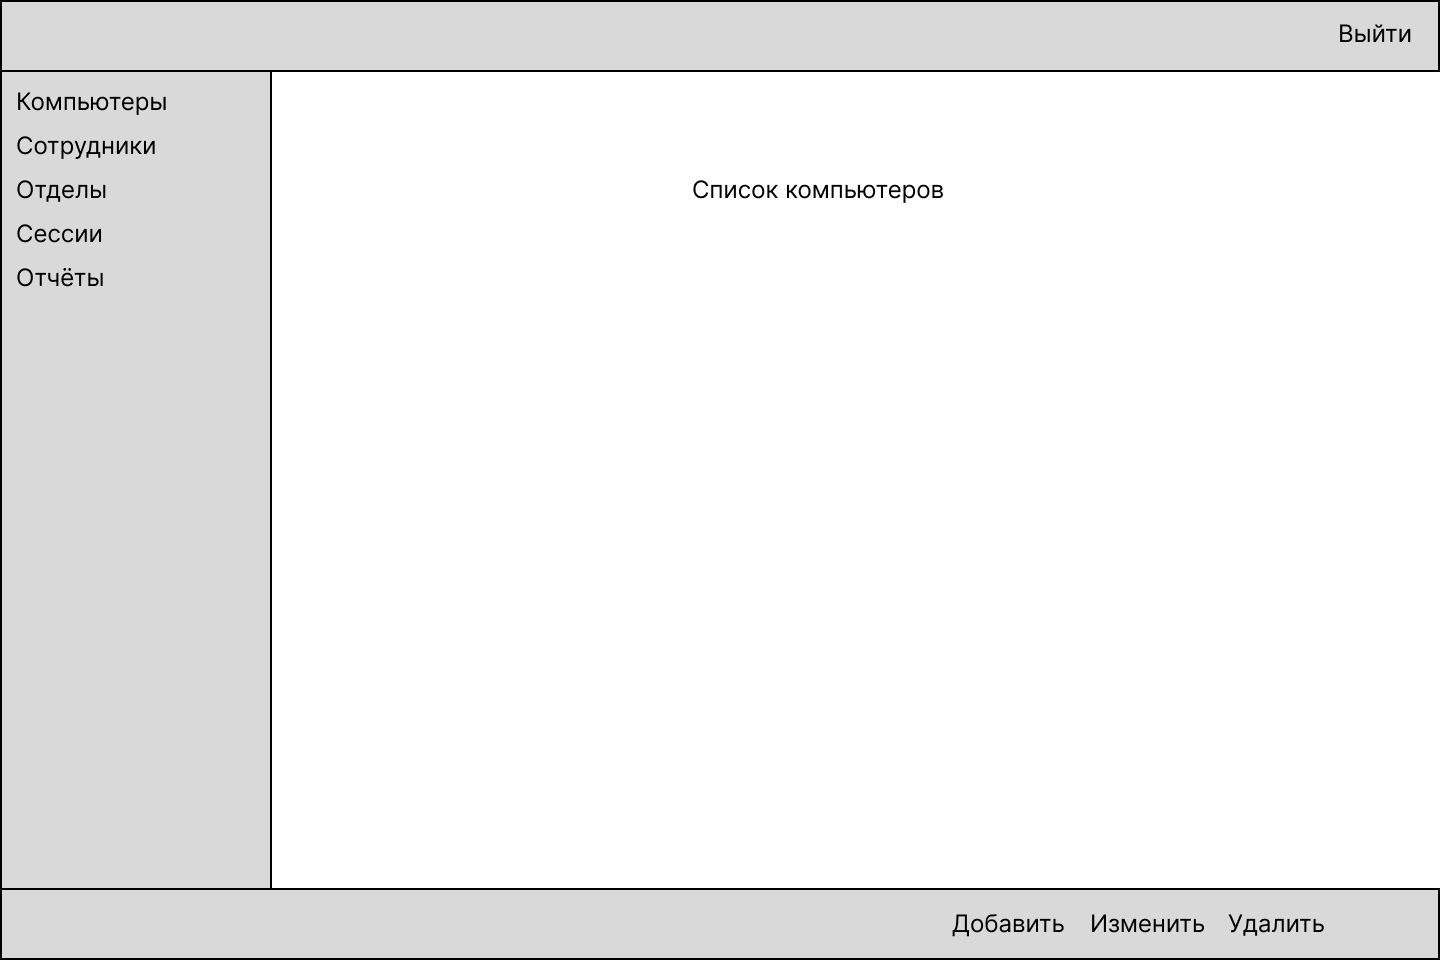 Выйти
Компьютеры
Сотрудники
Отделы
Сессии
Отчёты
Список компьютеров
Добавить Изменить Удалить